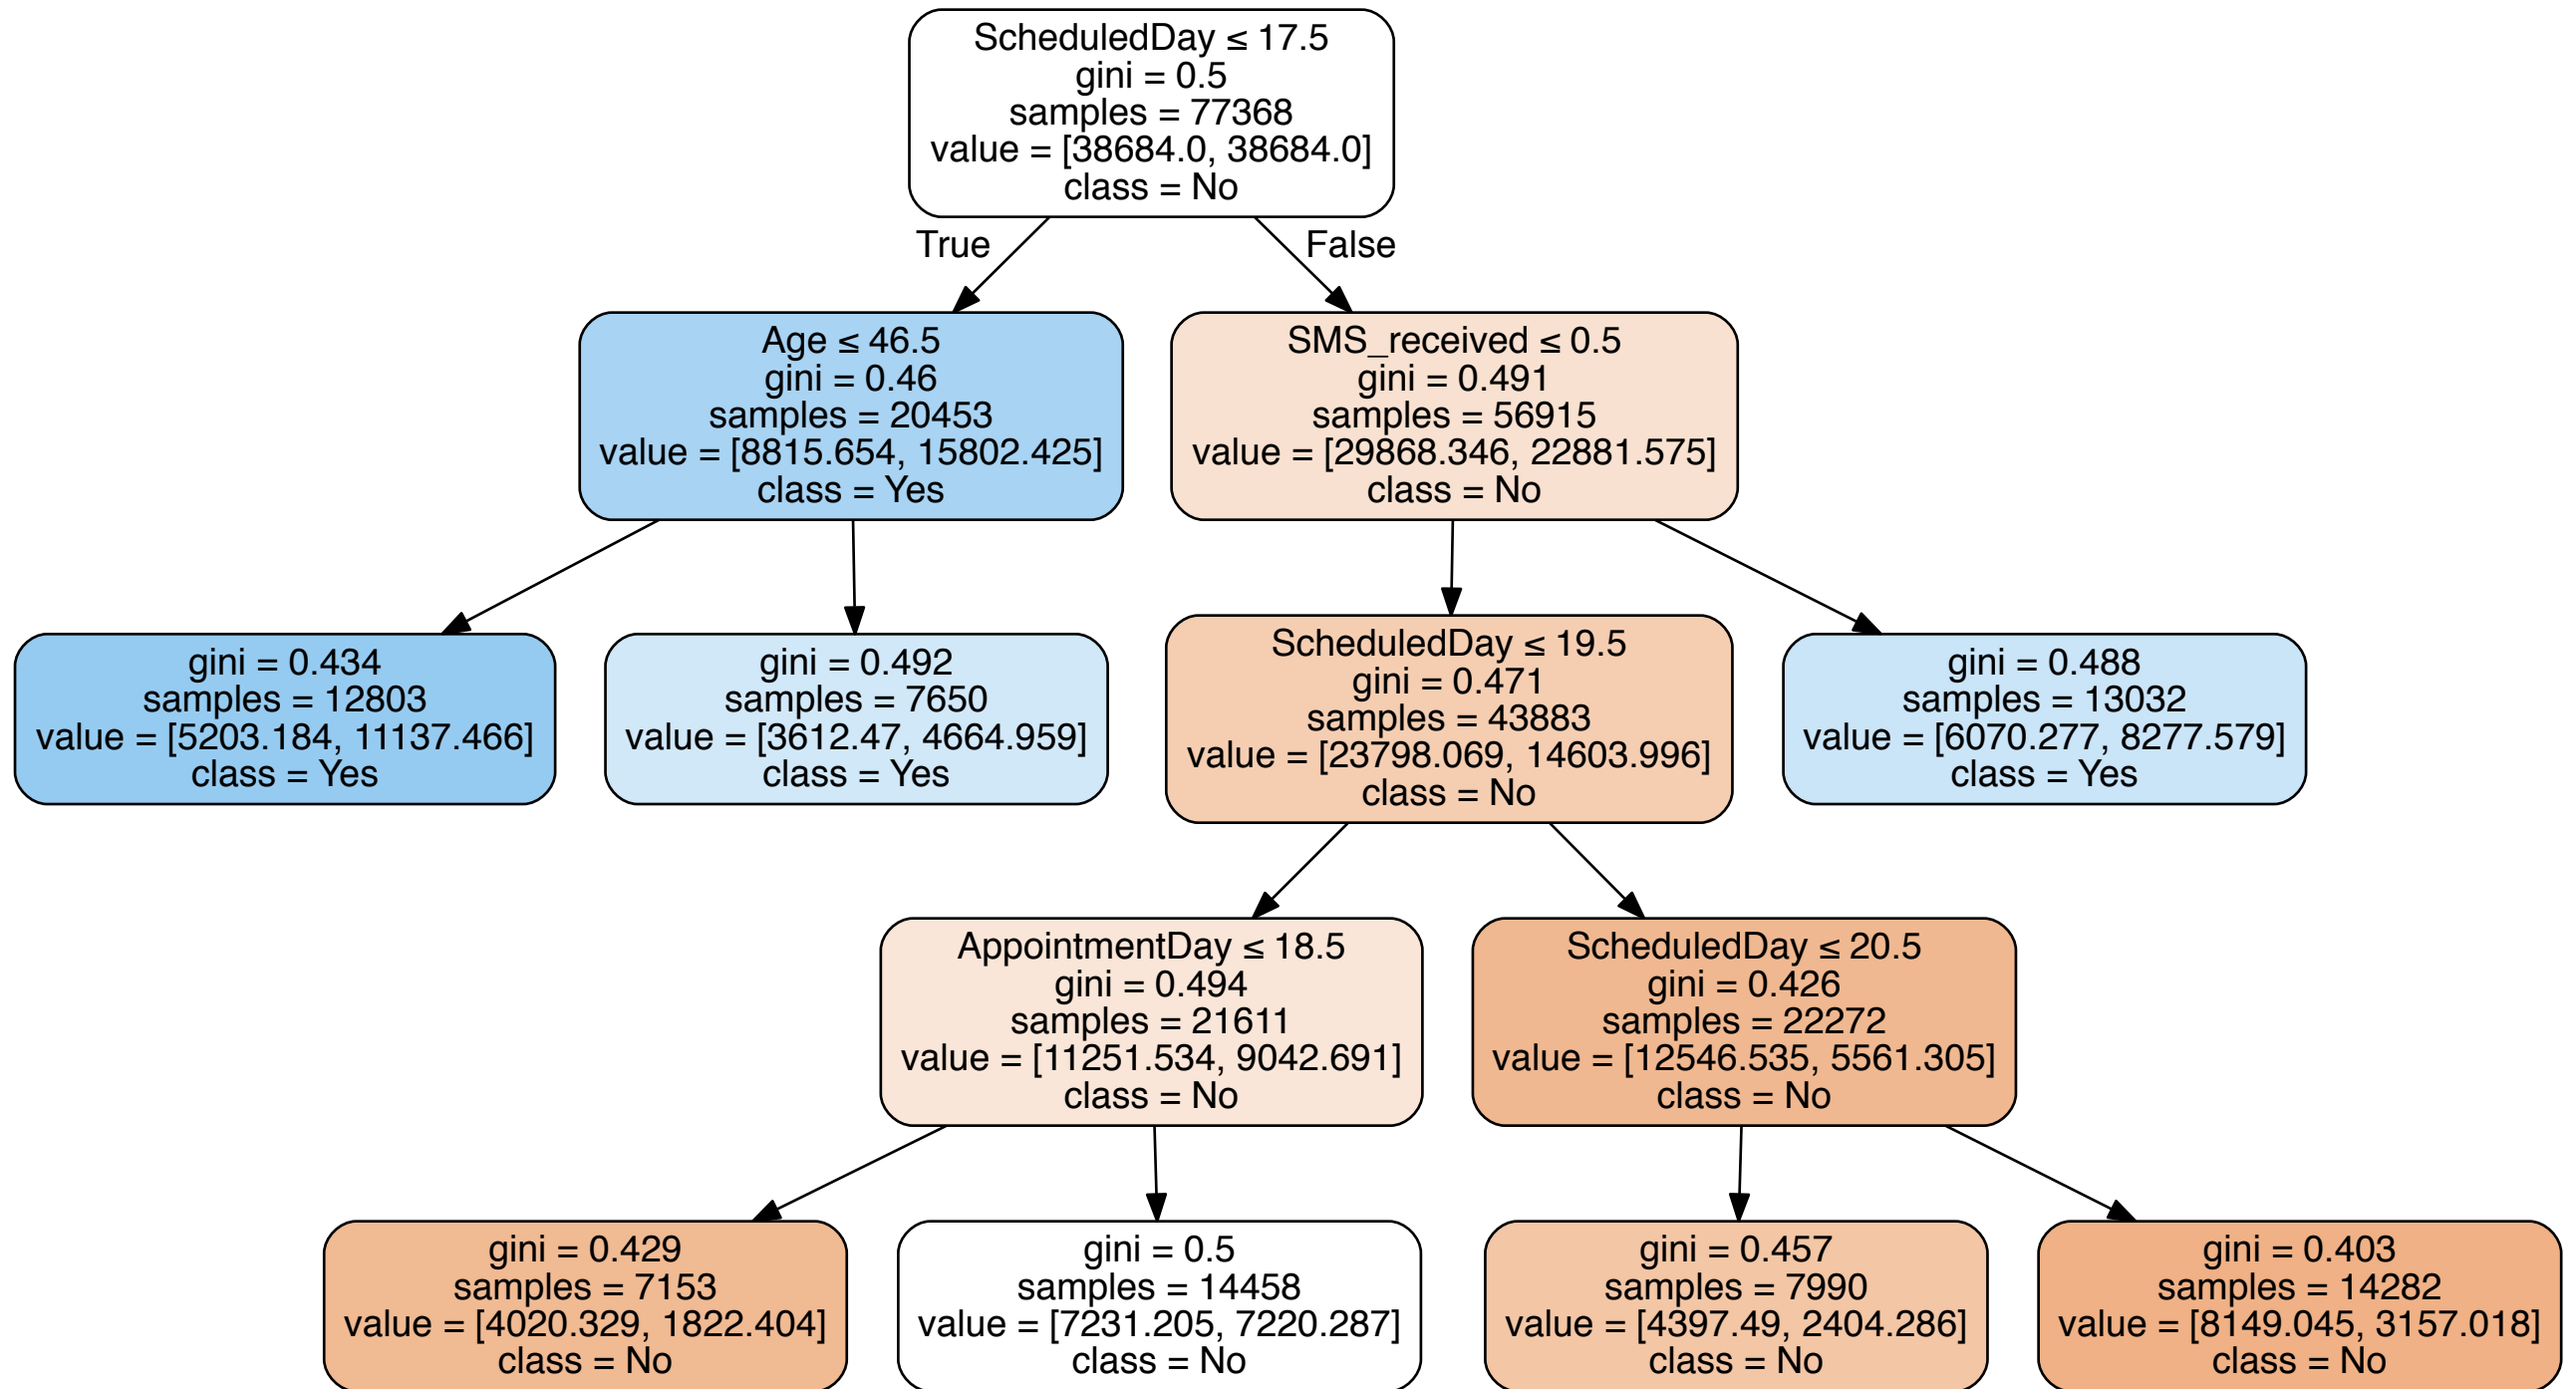 ScheduledDay ≤ 17.5
gini = 0.5
samples = 77368
value = [38684.0, 38684.0]
class = No
True
False
Age ≤ 46.5
gini = 0.46
samples = 20453
value = [8815.654, 15802.425]
class = Yes
SMS_received ≤ 0.5
gini = 0.491
samples = 56915
value = [29868.346, 22881.575]
class = No
gini = 0.434
samples = 12803
value = [5203.184, 11137.466]
class = Yes
gini = 0.492
samples = 7650
value = [3612.47, 4664.959]
class = Yes
ScheduledDay ≤ 19.5
gini = 0.471
samples = 43883
value = [23798.069, 14603.996]
class = No
gini = 0.488
samples = 13032
value = [6070.277, 8277.579]
class = Yes
AppointmentDay ≤ 18.5
gini = 0.494
samples = 21611
value = [11251.534, 9042.691]
class = No
ScheduledDay ≤ 20.5
gini = 0.426
samples = 22272
value = [12546.535, 5561.305]
class = No
gini = 0.429
samples = 7153
value = [4020.329, 1822.404]
class = No
gini = 0.5
samples = 14458
value = [7231.205, 7220.287]
class = No
gini = 0.457
samples = 7990
value = [4397.49, 2404.286]
class = No
gini = 0.403
samples = 14282
value = [8149.045, 3157.018]
class = No